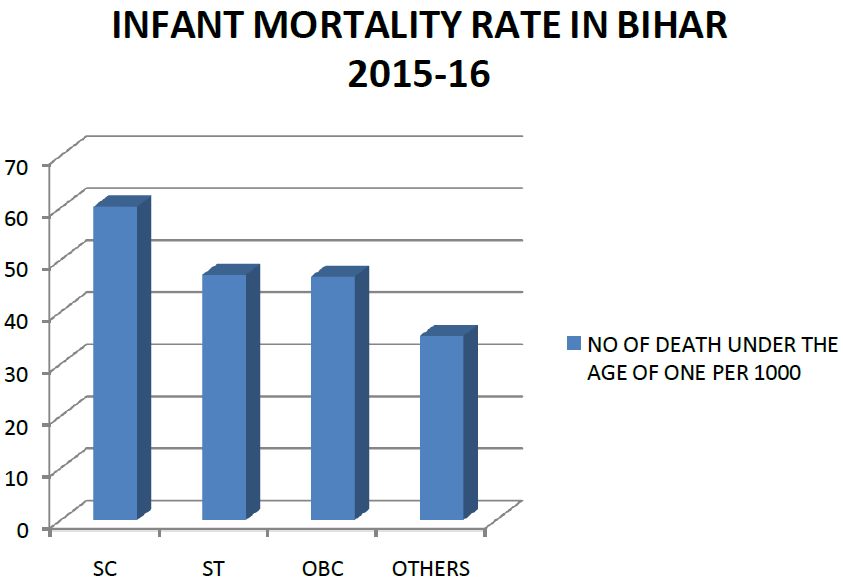 INFANT MORTALITY RATE IN BIHAR
2015-16
70
60
50
40
30
20
10
0
SC ST OBC OTHERS
NO OF DEATH UNDER THE
AGE OF ONE PER 1000